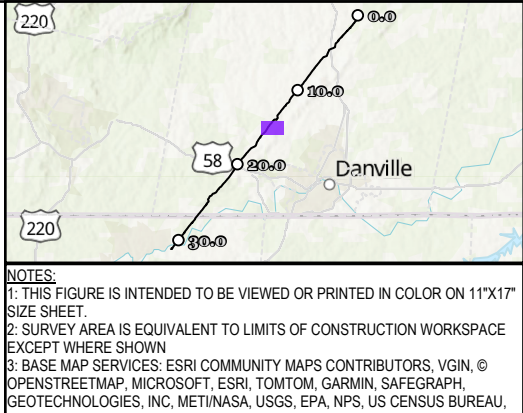 220
0.0
10.0
58
20.0
Danville
220
30.0
NOTES:
1: THIS FIGURE IS INTENDED TO BE VIEWED OR PRINTED IN COLOR ON 11"X17"
SIZE SHEET.
2: SURVEY AREA IS EQUIVALENT TO LIMITS OF CONSTRUCTION WORKSPACE
EXCEPT WHERE SHOWN
3: BASE MAP SERVICES: ESRI COMMUNITY MAPS CONTRIBUTORS, VGIN, ©
OPENSTREETMAP, MICROSOFT, ESRI, TOMTOM, GARMIN, SAFEGRAPH,
GEOTECHNOLOGIES, INC, METI/NASA, USGS, EPA, NPS, US CENSUS BUREAU,